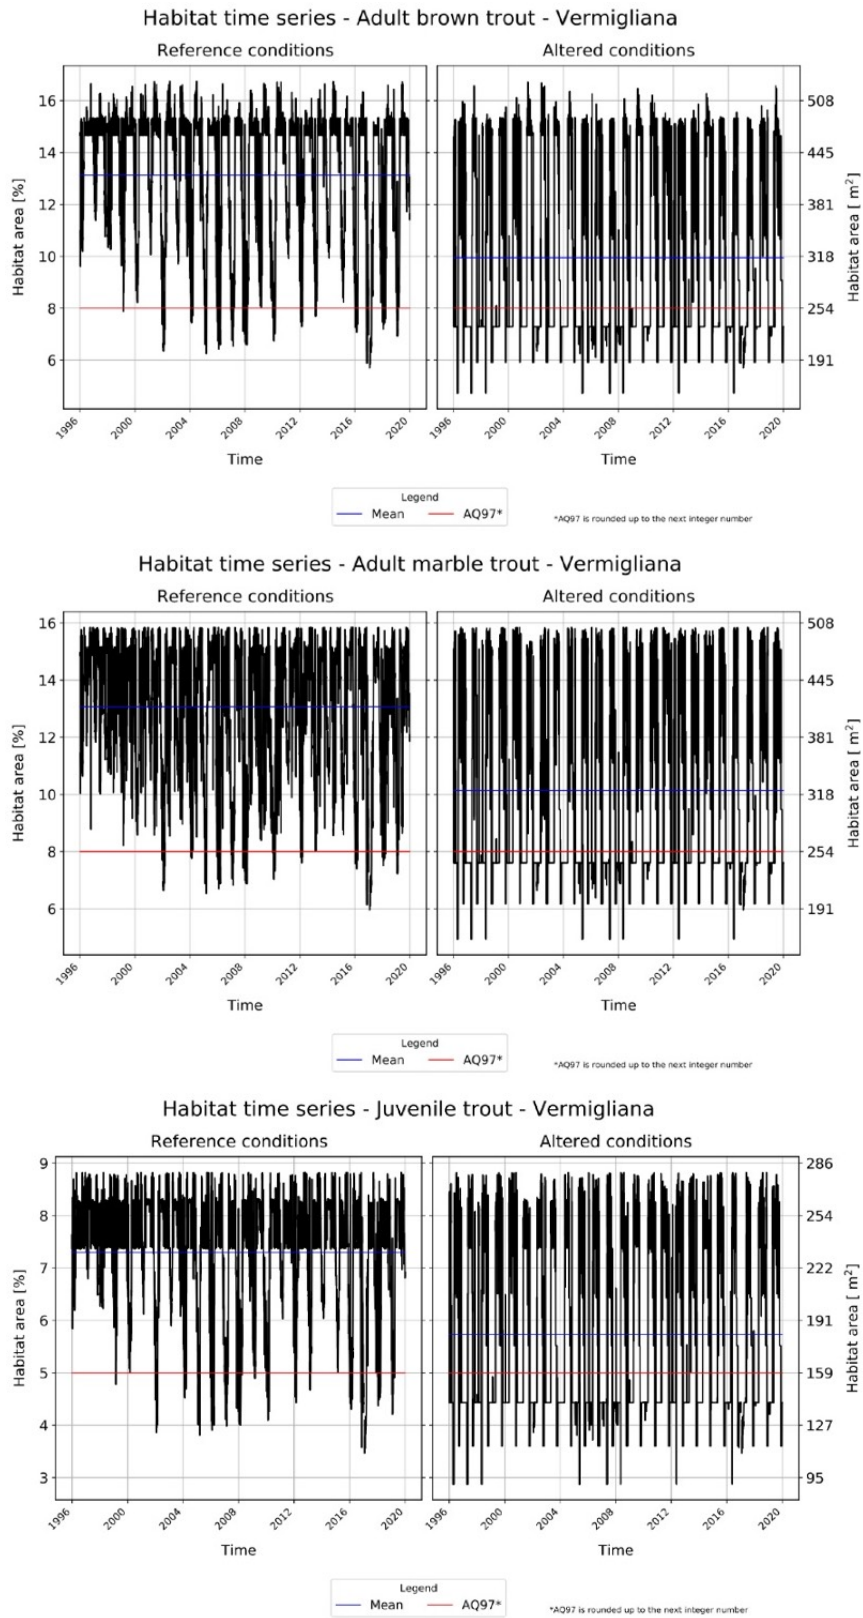 Habitat time series - Adult brown trout - Vermigliana
Reference conditions
Altered conditions
Habitat area [%]
16
14
12
10
8
6
508
445
381
318
254
191
Habitat area [ m²]
1996 2000 2004 2008 2012 2016 2020
1996 2000 2004 2008 2012 2016 2020
Time
Time
Legend
Mean AQ97*
*AQ97 is rounded up to the next integer number
Habitat time series - Adult marble trout - Vermigliana
Reference conditions
Altered conditions
Habitat area [%]
16
14
12
10
8
6
508
445
381
318
254
191
Habitat area [ m²]
1996 2000 2004 2008 2012 2016 2020
1996 2000 2004 2008 2012 2016 2020
Time
Time
Legend
Mean AQ97*
*AQ97 is rounded up to the next integer number
Habitat time series - Juvenile trout - Vermigliana
Reference conditions
Altered conditions
Habitat area [%]
9
8
7
6
5
4
3
286
254
222
191
159
127
95
Habitat area [ m²]
1996 2000 2004 2008 2012 2016 2020
1996 2000 2004 2008 2012 2016 2020
Time
Time
Legend
Mean AQ97*
*AQ97 is rounded up to the next integer number